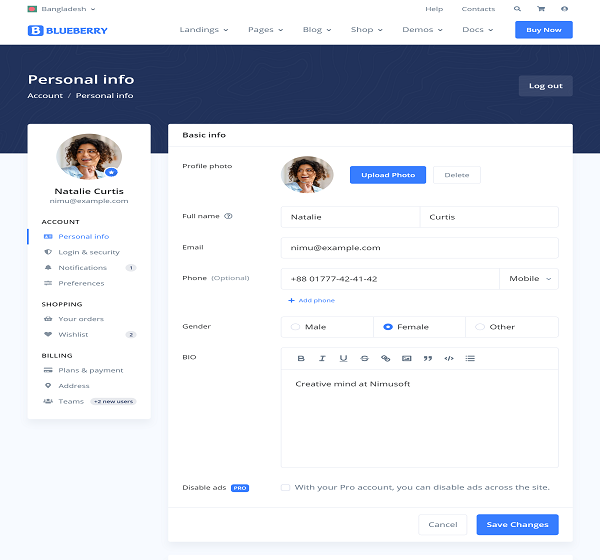 Bangladesh
Help Contacts
BLUEBERRY
Landings Pages Blog Shop Demos Docs Buy Now
Personal info
Account / Personal info
Log out
Natalie Curtis
nimu@example.com
ACCOUNT
Personal info
Login & security
Notifications 1
Preferences
SHOPPING
Your orders
Wishlist 2
BILLING
Plans & payment
Address
Teams +2 new users
Basic info
Profile photo
Upload Photo Delete
Full name Natalie Curtis
Email nimu@example.com
Phone (Optional) +88 01777-42-41-42 Mobile
+ Add phone
Gender Male Female Other
BIO
B I U S
Creative mind at Nimusoft
Disable ads PRO With your Pro account, you can disable ads across the site.
Cancel Save Changes